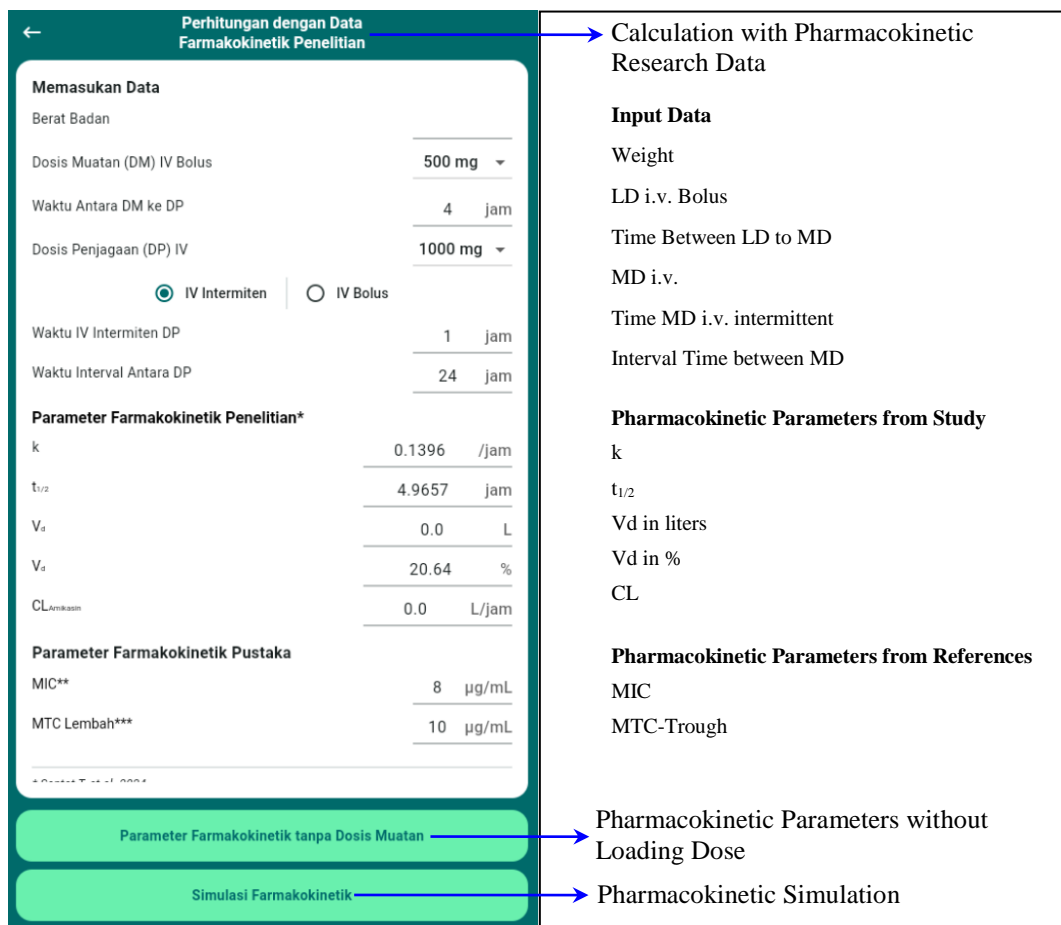 Perhitungan dengan Data
Farmakokinetik Penelitian
Memasukan Data
Berat Badan
Dosis Muatan (DM) IV Bolus 500 mg
Waktu Antara DM ke DP 4 jam
Dosis Penjagaan (DP) IV 1000 mg
IV Intermiten IV Bolus
Waktu IV Intermiten DP 1 jam
Waktu Interval Antara DP 24 jam
Parameter Farmakokinetik Penelitian*
k 0.1396 /jam
t1/2 4.9657 jam
Vd 0.0 L
Vd 20.64 %
CLAmikasin 0.0 L/jam
Parameter Farmakokinetik Pustaka
MIC** 8 µg/mL
MTC Lembah*** 10 µg/mL
Parameter Farmakokinetik tanpa Dosis Muatan
Simulasi Farmakokinetik
Calculation with Pharmacokinetic
Research Data
Input Data
Weight
LD i.v. Bolus
Time Between LD to MD
MD i.v.
Time MD i.v. intermittent
Interval Time between MD
Pharmacokinetic Parameters from Study
k
t1/2
Vd in liters
Vd in %
CL
Pharmacokinetic Parameters from References
MIC
MTC-Trough
Pharmacokinetic Parameters without
Loading Dose
Pharmacokinetic Simulation